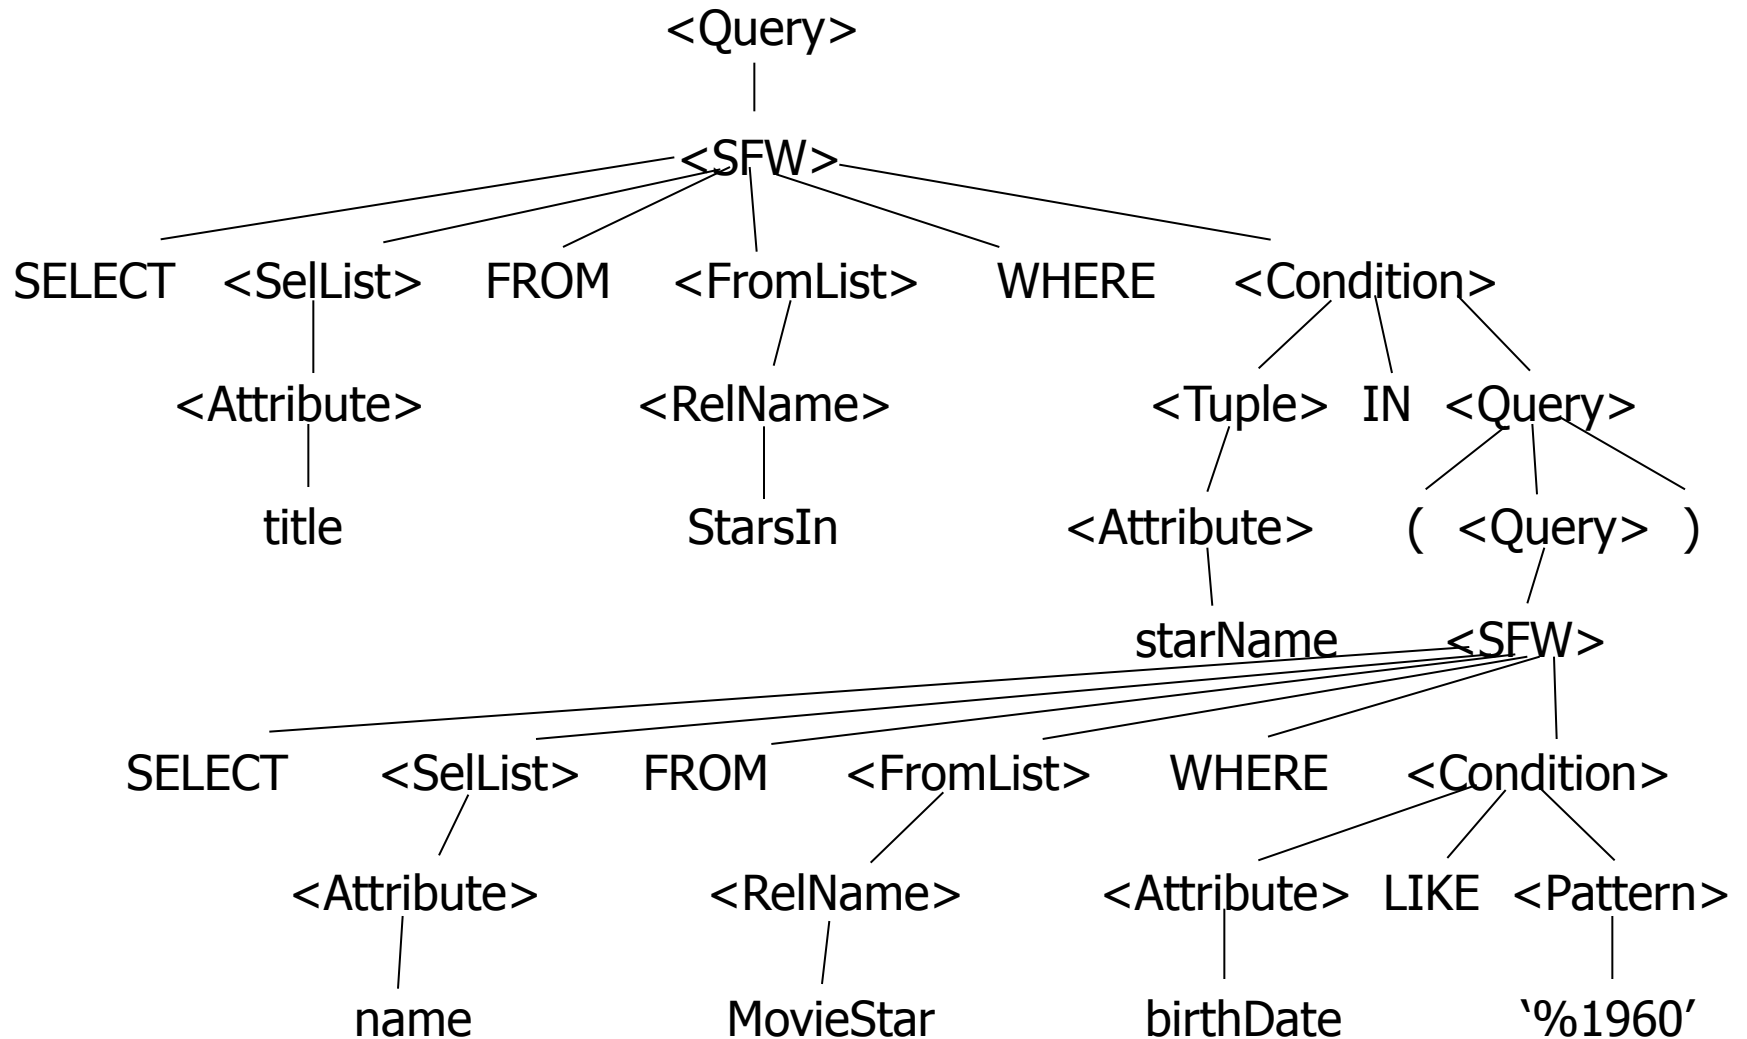 <Query>
<SFW>
SELECT <SelList> FROM <FromList> WHERE <Condition>
<Attribute> <RelName> <Tuple> IN <Query>
title StarsIn <Attribute> ( <Query> )
starName <SFW>
SELECT <SelList> FROM <FromList> WHERE <Condition>
<Attribute> <RelName> <Attribute> LIKE <Pattern>
name MovieStar birthDate ‘%1960’